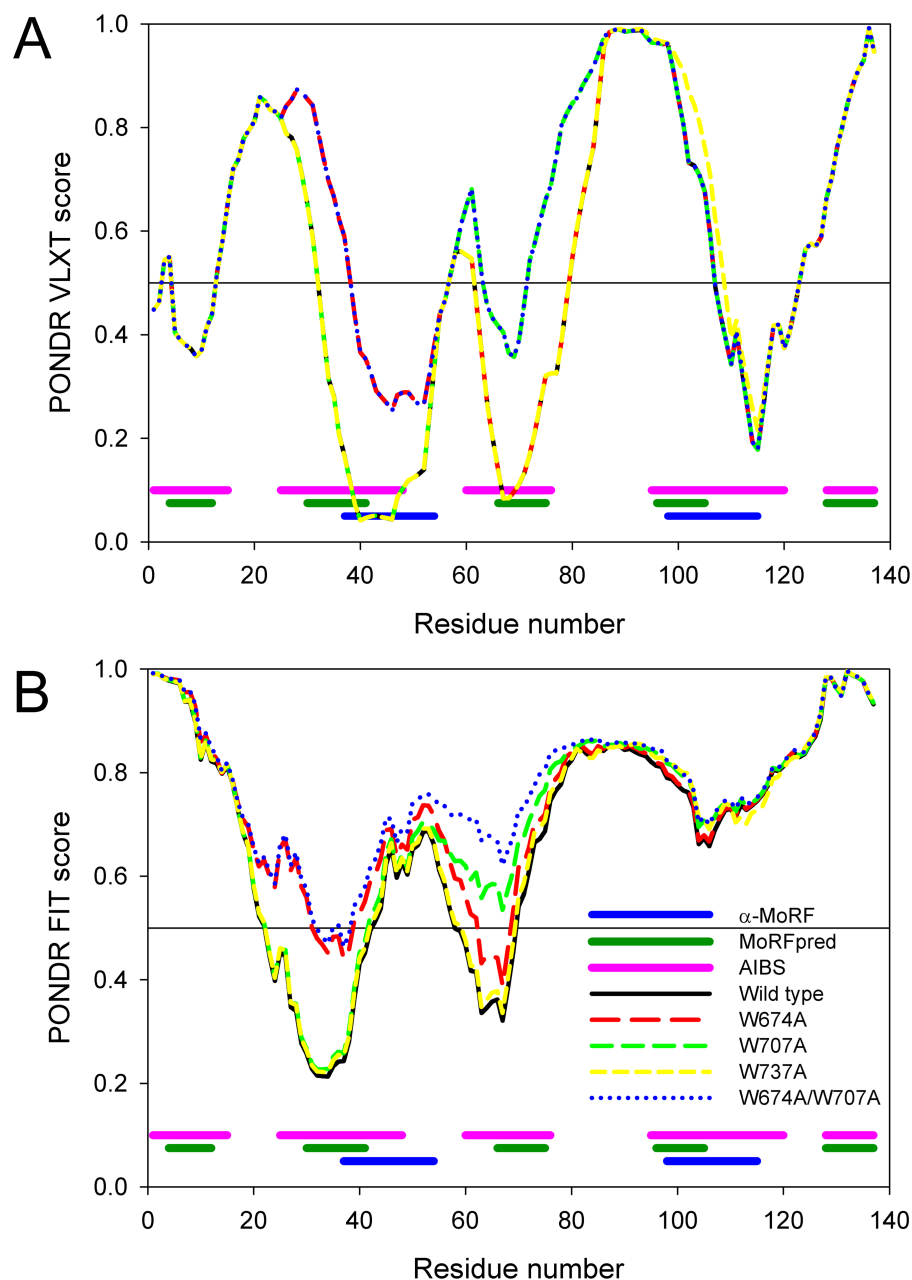 A
PONDR VLXT score
1.0
0.8
0.6
0.4
0.2
0.0
0 20 40 60 80 100 120 140
Residue number
B
PONDR FIT score
1.0
0.8
0.6
0.4
0.2
0.0
α-MoRF
MoRFpred
AIBS
Wild type
W674A
W707A
W737A
W674A/W707A
0 20 40 60 80 100 120 140
Residue number